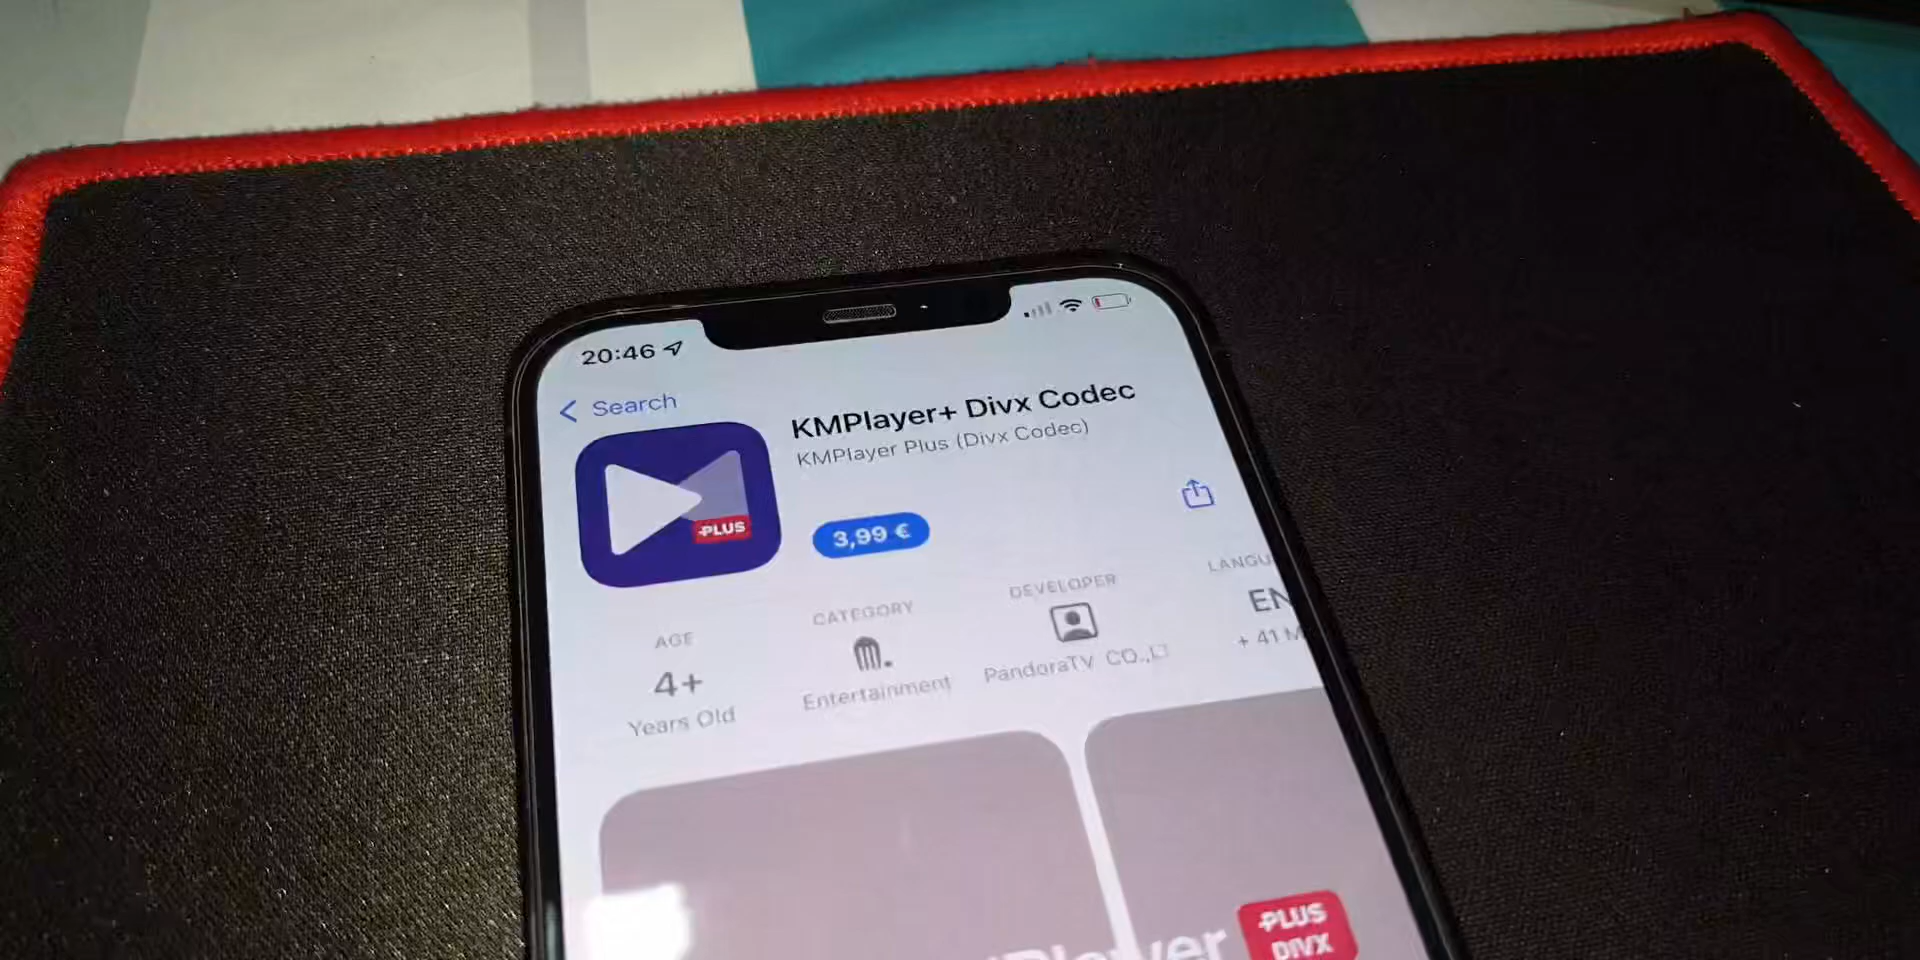 20:46
Search
KMPlayer+ Divx Codec
KMPlayer Plus (Divx Codec)
PLUS
3,99 €
AGE
4+
Years Old
CATEGORY
Entertainment
DEVELOPER
PandoraTV CO.,LT
LANGU
EN
+ 41 M
PLUS
DIVX